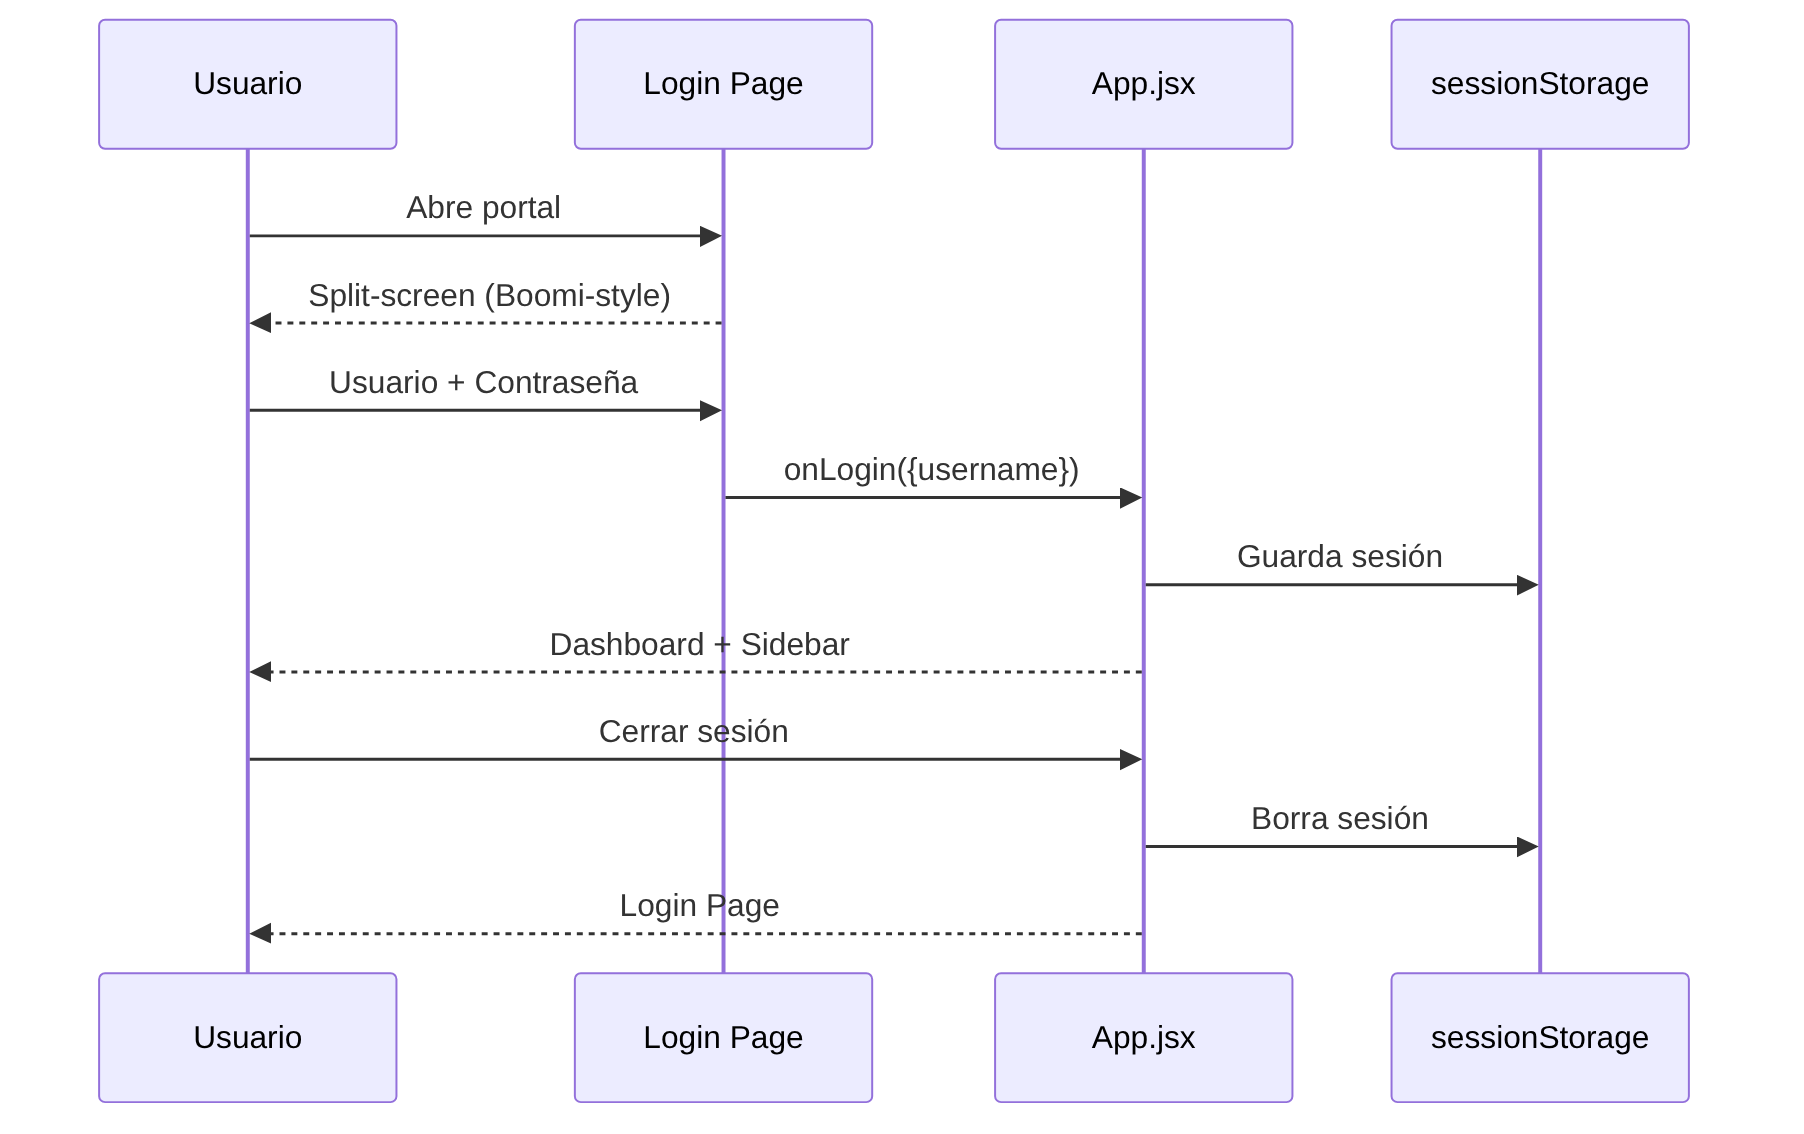 Usuario
Login Page
App.jsx
sessionStorage
Abre portal
Split-screen (Boomi-style)
Usuario + Contraseña
onLogin({username})
Guarda sesión
Dashboard + Sidebar
Cerrar sesión
Borra sesión
Login Page
Usuario
Login Page
App.jsx
sessionStorage